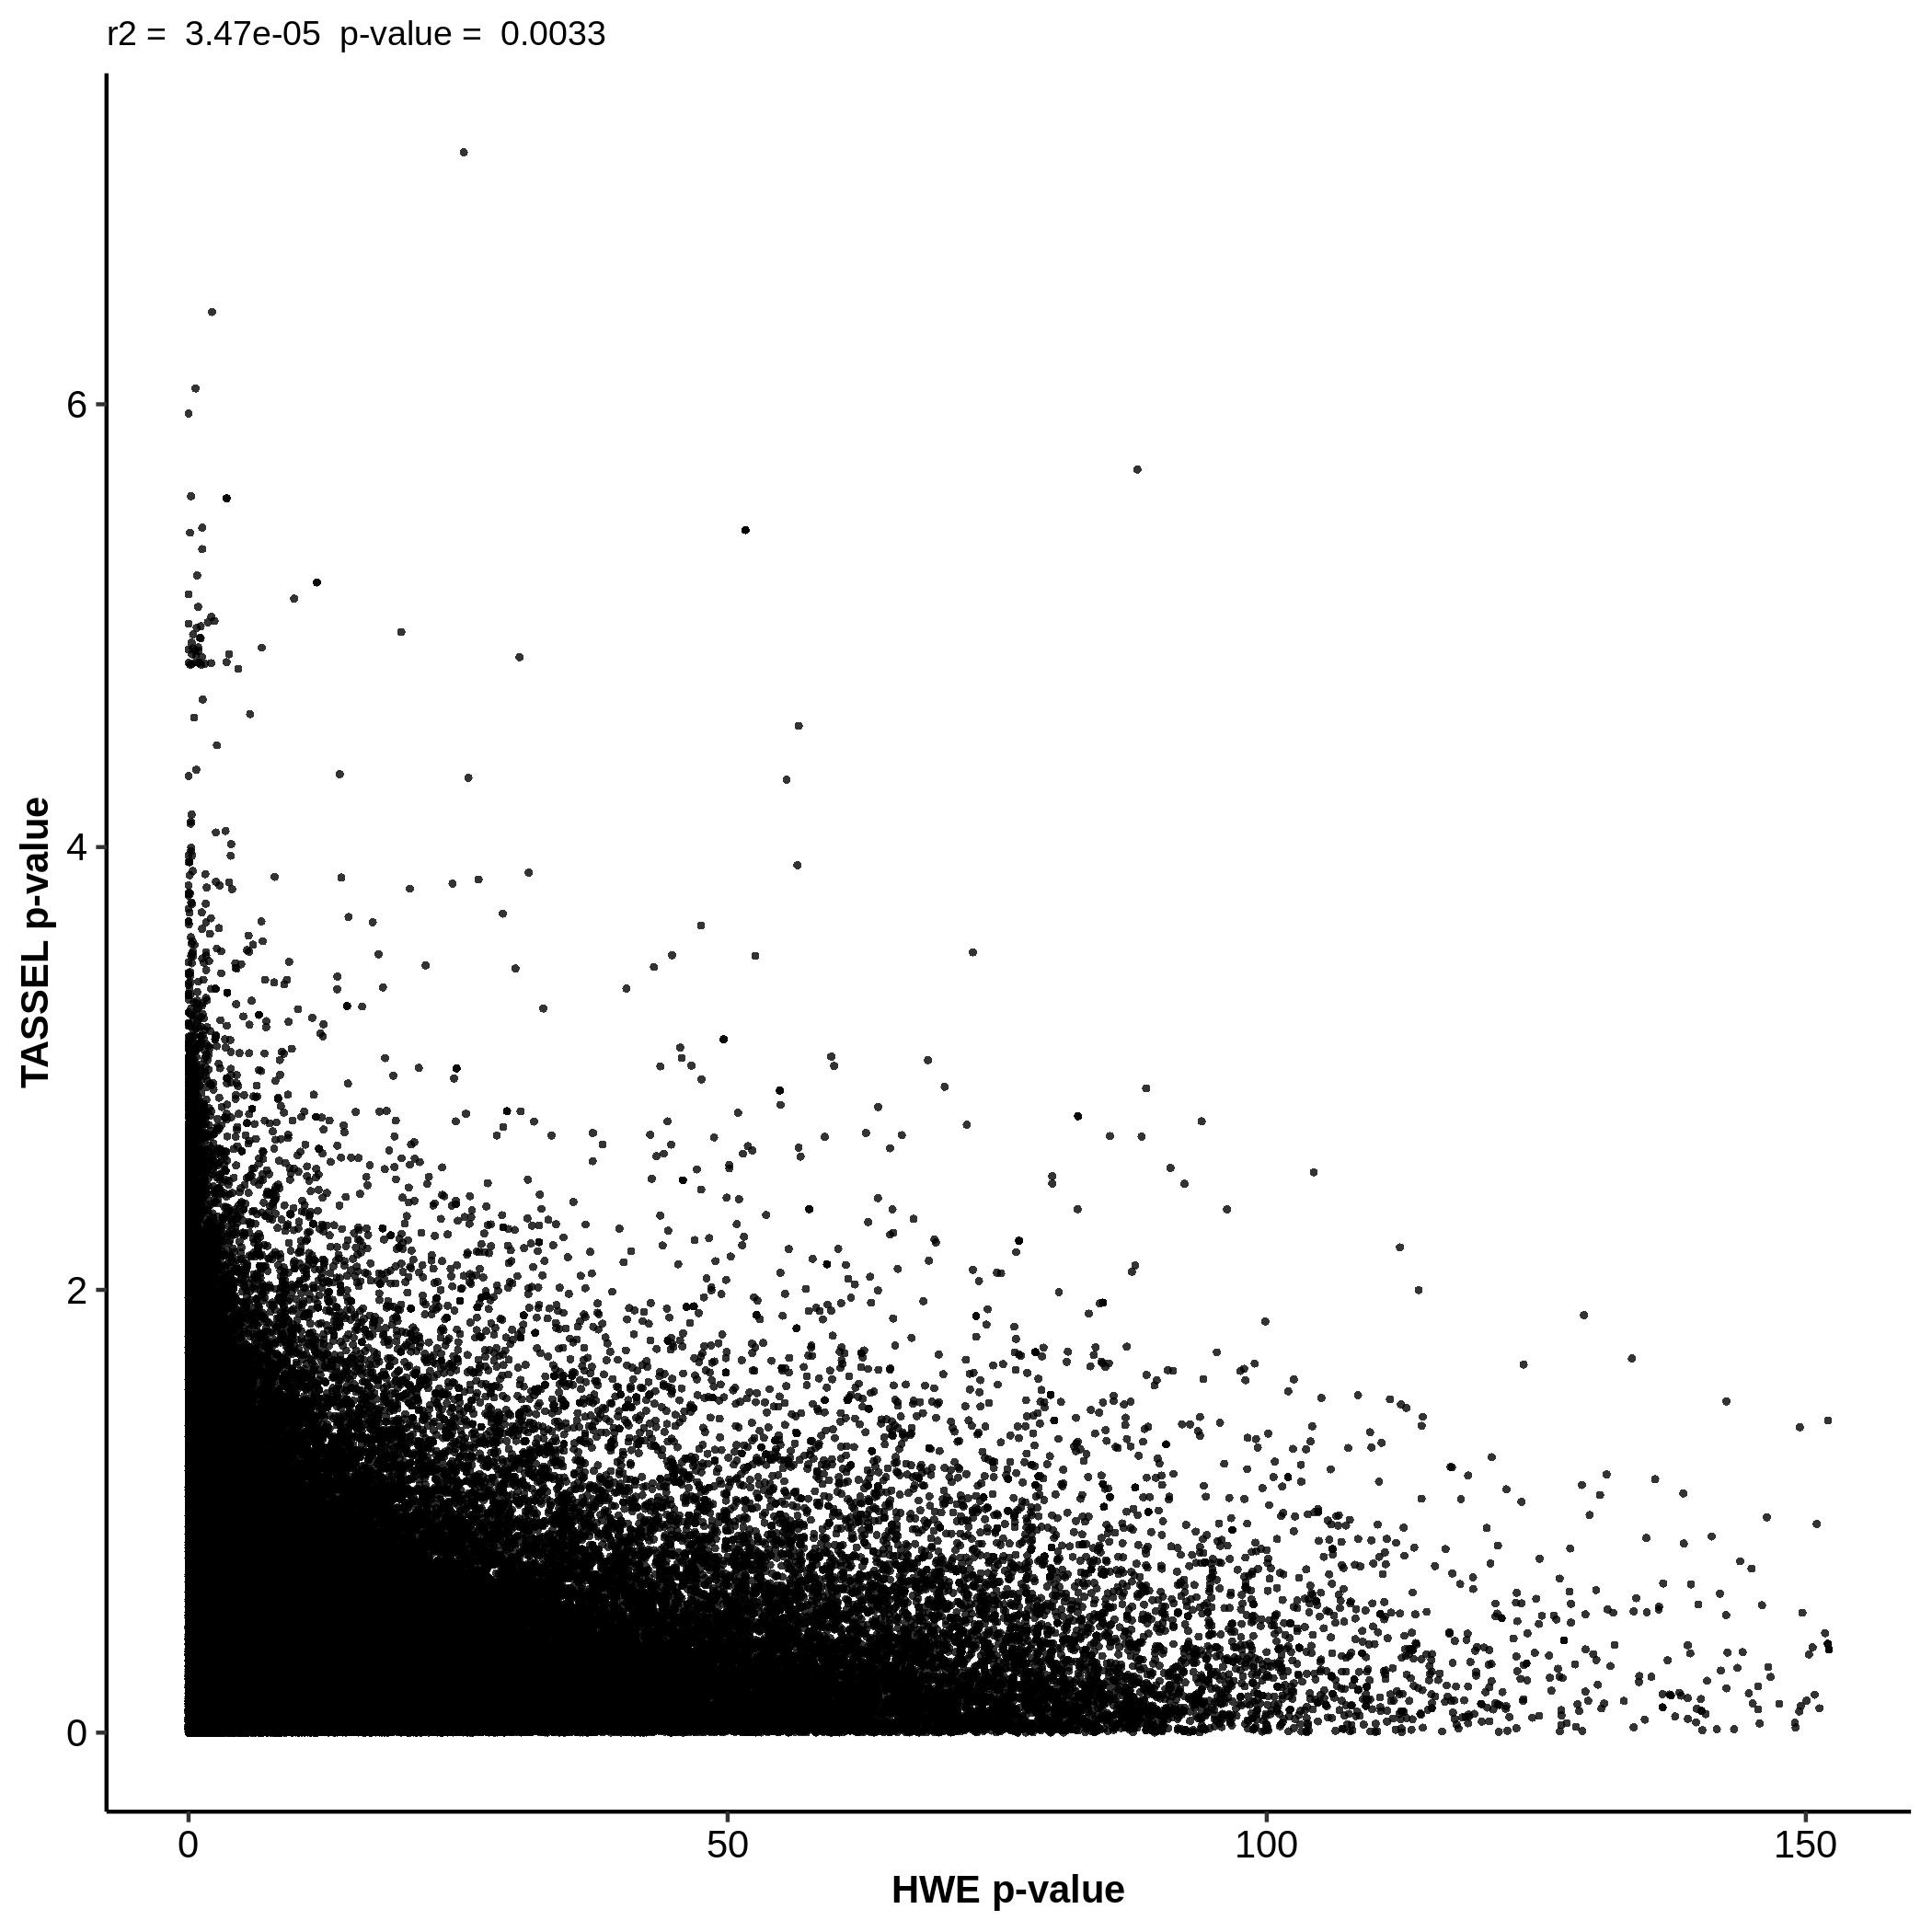 r2 =  3.47e-05  p-value =  0.0033
6
4
2
0
TASSEL p-value
0 50 100 150
HWE p-value